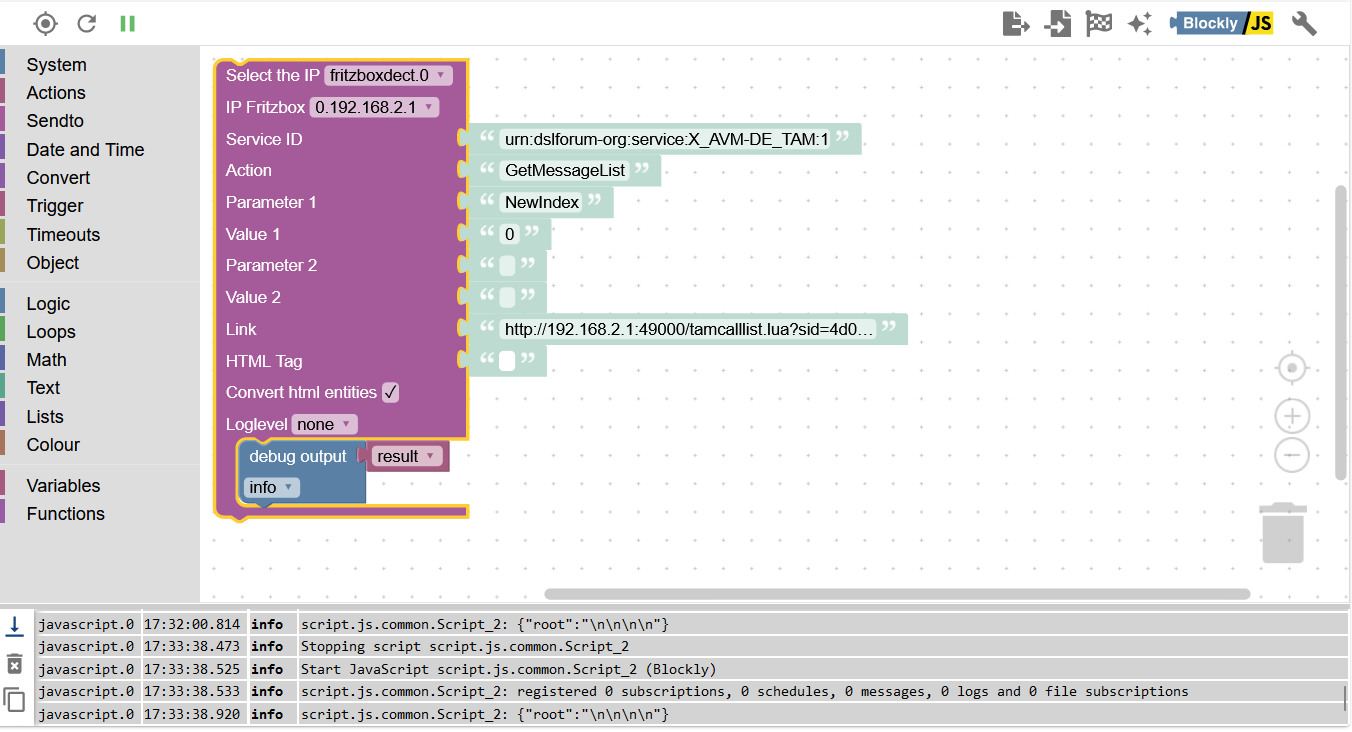 Blockly/JS
System
Actions
Sendto
Date and Time
Convert
Trigger
Timeouts
Object
Logic
Loops
Math
Text
Lists
Colour
Variables
Functions
Select the IP fritzboxdect.0
IP Fritzbox 0.192.168.2.1
Service ID “ urn:dslforum-org:service:X_AVM-DE_TAM:1 ”
Action “ GetMessageList ”
Parameter 1 “ NewIndex ”
Value 1 “ 0 ”
Parameter 2 “ ”
Value 2 “ ”
Link “ http://192.168.2.1:49000/tamcalllist.lua?sid=4d0... ”
HTML Tag “ ”
Convert html entities ✓
Loglevel none
debug output result
info
javascript.0 17:32:00.814 info script.js.common.Script_2: {"root":"\n\n\n\n"}
javascript.0 17:33:38.473 info Stopping script script.js.common.Script_2
javascript.0 17:33:38.525 info Start JavaScript script.js.common.Script_2 (Blockly)
javascript.0 17:33:38.533 info script.js.common.Script_2: registered 0 subscriptions, 0 schedules, 0 messages, 0 logs and 0 file subscriptions
javascript.0 17:33:38.920 info script.js.common.Script_2: {"root":"\n\n\n\n"}